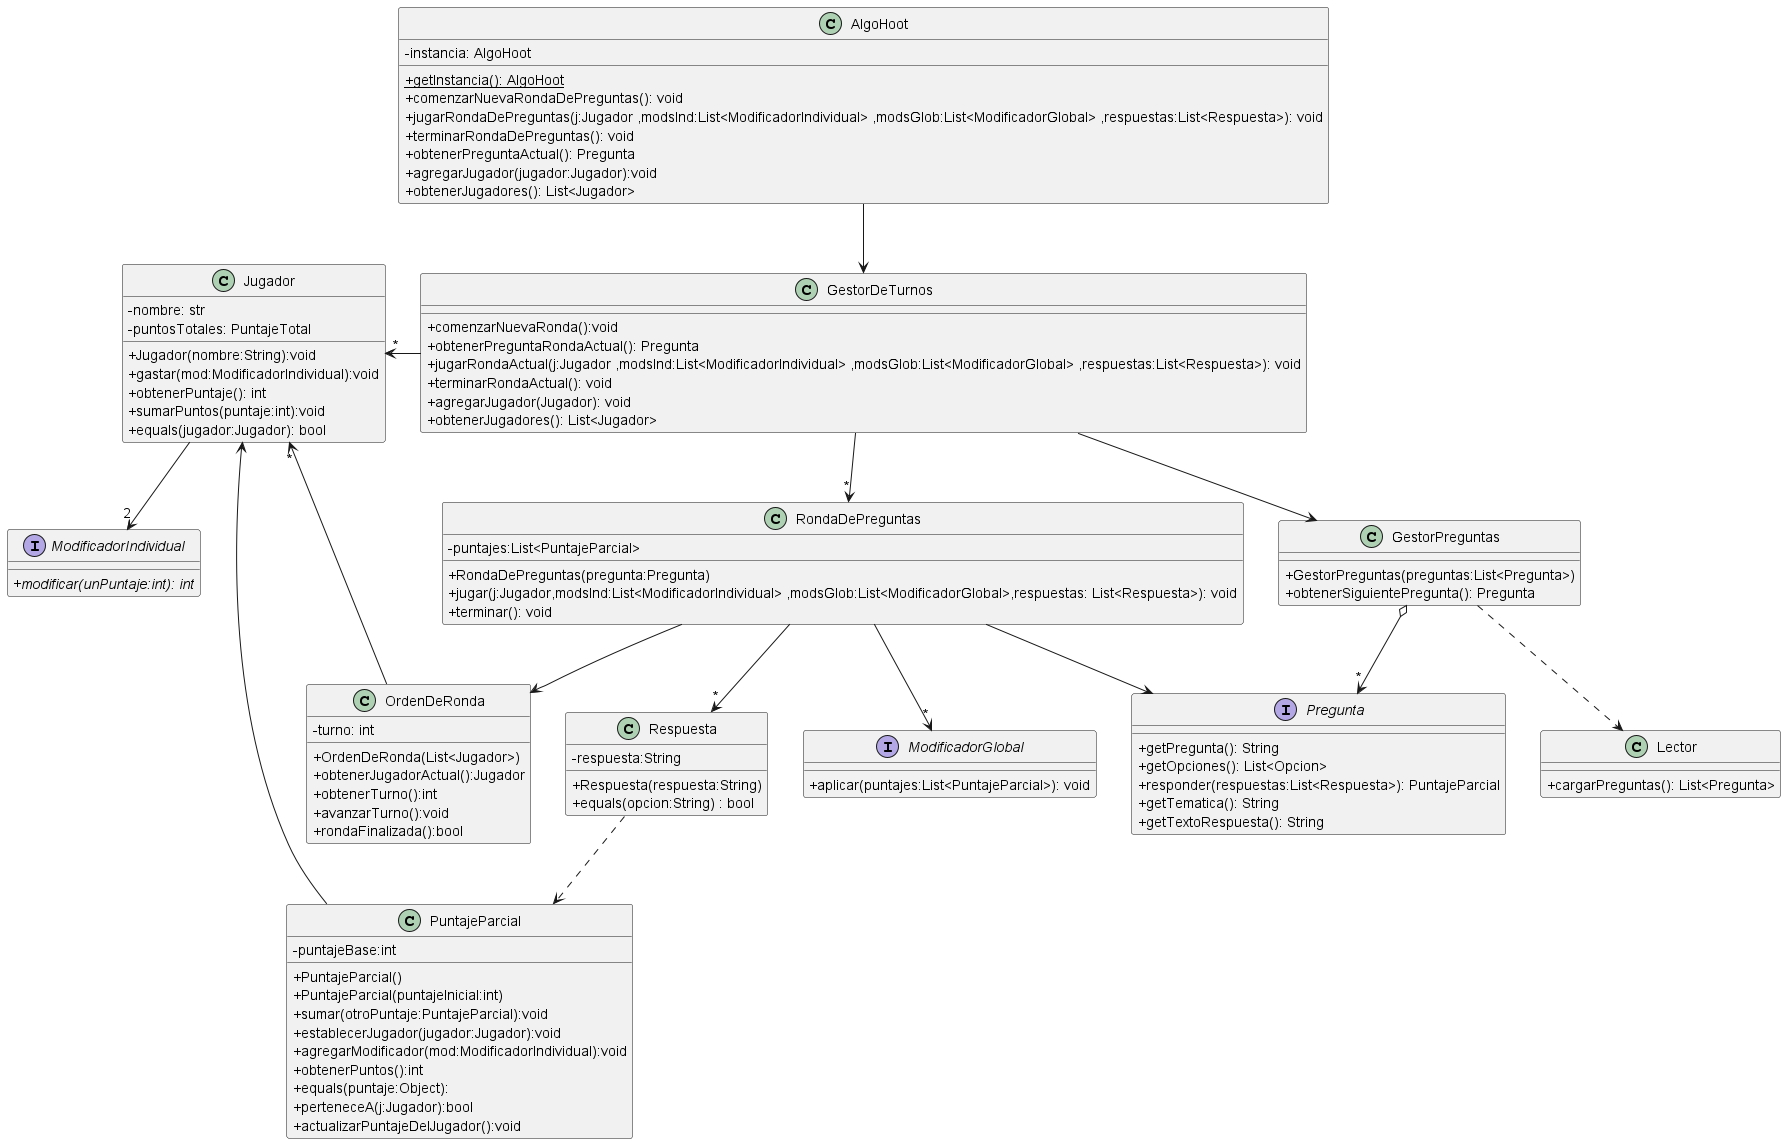 C AlgoHoot
-instancia: AlgoHoot
+getInstancia(): AlgoHoot
+comenzarNuevaRondaDePreguntas(): void
+jugarRondaDePreguntas(j:Jugador ,modsInd:List<ModificadorIndividual> ,modsGlob:List<ModificadorGlobal> ,respuestas:List<Respuesta>): void
+terminarRondaDePreguntas(): void
+obtenerPreguntaActual(): Pregunta
+agregarJugador(jugador:Jugador):void
+obtenerJugadores(): List<Jugador>
C Jugador
-nombre: str
-puntosTotales: PuntajeTotal
+Jugador(nombre:String):void
+gastar(mod:ModificadorIndividual):void
+obtenerPuntaje(): int
+sumarPuntos(puntaje:int):void
+equals(jugador:Jugador): bool
*
C GestorDeTurnos
+comenzarNuevaRonda():void
+obtenerPreguntaRondaActual(): Pregunta
+jugarRondaActual(j:Jugador ,modsInd:List<ModificadorIndividual> ,modsGlob:List<ModificadorGlobal> ,respuestas:List<Respuesta>): void
+terminarRondaActual(): void
+agregarJugador(Jugador): void
+obtenerJugadores(): List<Jugador>
*
*
2
I ModificadorIndividual
+modificar(unPuntaje:int): int
C RondaDePreguntas
-puntajes:List<PuntajeParcial>
+RondaDePreguntas(pregunta:Pregunta)
+jugar(j:Jugador,modsInd:List<ModificadorIndividual> ,modsGlob:List<ModificadorGlobal>,respuestas: List<Respuesta>): void
+terminar(): void
C GestorPreguntas
+GestorPreguntas(preguntas:List<Pregunta>)
+obtenerSiguientePregunta(): Pregunta
*
*
*
C OrdenDeRonda
-turno: int
+OrdenDeRonda(List<Jugador>)
+obtenerJugadorActual():Jugador
+obtenerTurno():int
+avanzarTurno():void
+rondaFinalizada():bool
C Respuesta
-respuesta:String
+Respuesta(respuesta:String)
+equals(opcion:String) : bool
I ModificadorGlobal
+aplicar(puntajes:List<PuntajeParcial>): void
I Pregunta
+getPregunta(): String
+getOpciones(): List<Opcion>
+responder(respuestas:List<Respuesta>): PuntajeParcial
+getTematica(): String
+getTextoRespuesta(): String
C Lector
+cargarPreguntas(): List<Pregunta>
C PuntajeParcial
-puntajeBase:int
+PuntajeParcial()
+PuntajeParcial(puntajeInicial:int)
+sumar(otroPuntaje:PuntajeParcial):void
+establecerJugador(jugador:Jugador):void
+agregarModificador(mod:ModificadorIndividual):void
+obtenerPuntos():int
+equals(puntaje:Object):
+perteneceA(j:Jugador):bool
+actualizarPuntajeDelJugador():void